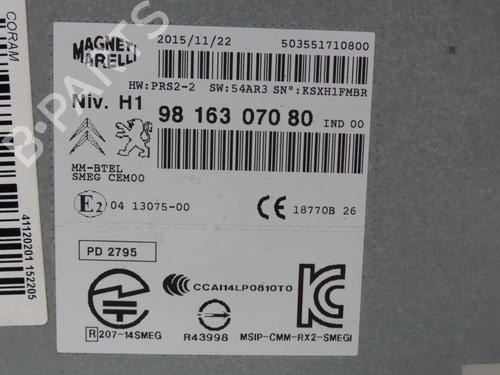 MAGNETI
MARELLI
2015/11/22
503551710800
HW:PRS2-2 SW:54AR3 SN°:KSXH1FMBR
Niv. H1
98 163 070 80 IND 00
MM-BTEL
SMEG CEM00
E2 04 13075-00
CE 18770B 26
PD 2795
CCAI14LP0810T0
R 207-14SMEG
R43998
MSIP-CMM-RX2-SMEGI
CORAM
41120201 152205
B-PARTS